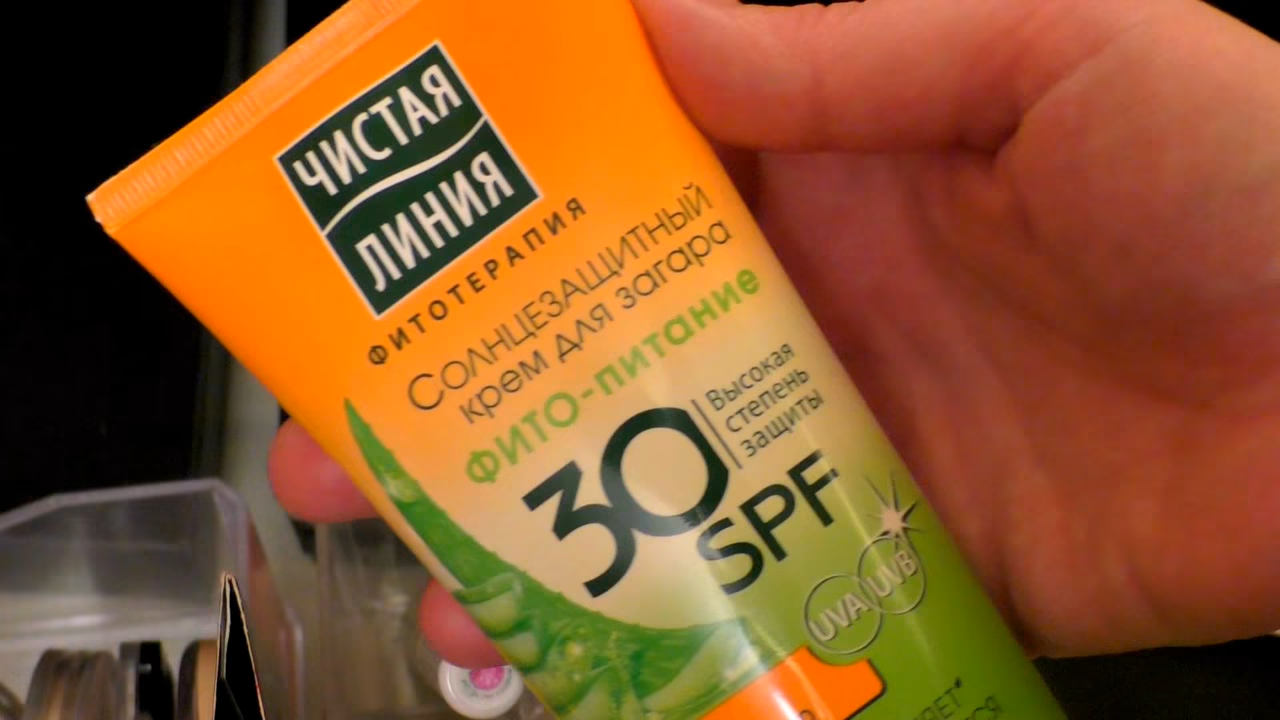 ЧИСТАЯ
ЛИНИЯ
ФИТОТЕРАПИЯ
СОЛНЦЕЗАЩИТНЫЙ
крем для загара
ФИТО-питание
30
Высокая
степень
защиты
SPF
UVA UVB